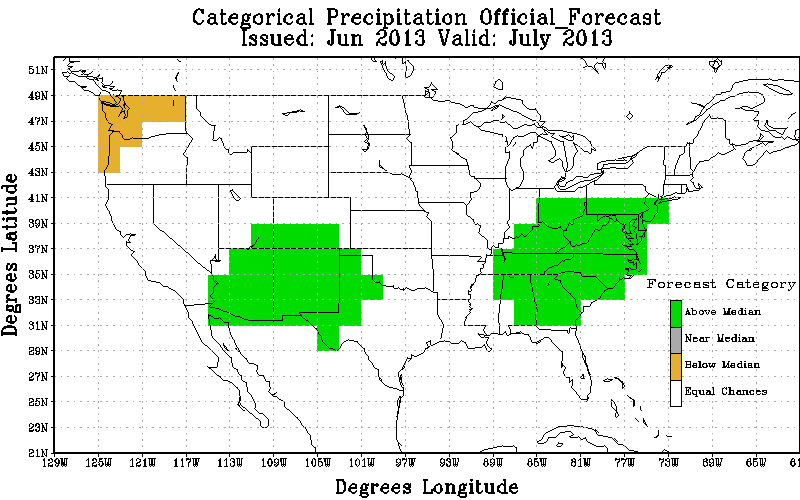 Categorical Precipitation Official_Forecast
Issued: Jun 2013 Valid: July 2013
51N
49N
47N
45N
43N
41N
39N
37N
35N
33N
31N
29N
27N
25N
23N
21N
Degrees Latitude
Forecast Category
Above Median
Near Median
Below Median
Equal Chances
129W 125W 121W 117W 113W 109W 105W 101W 97W 93W 89W 85W 81W 77W 73W 69W 65W 61
Degrees Longitude